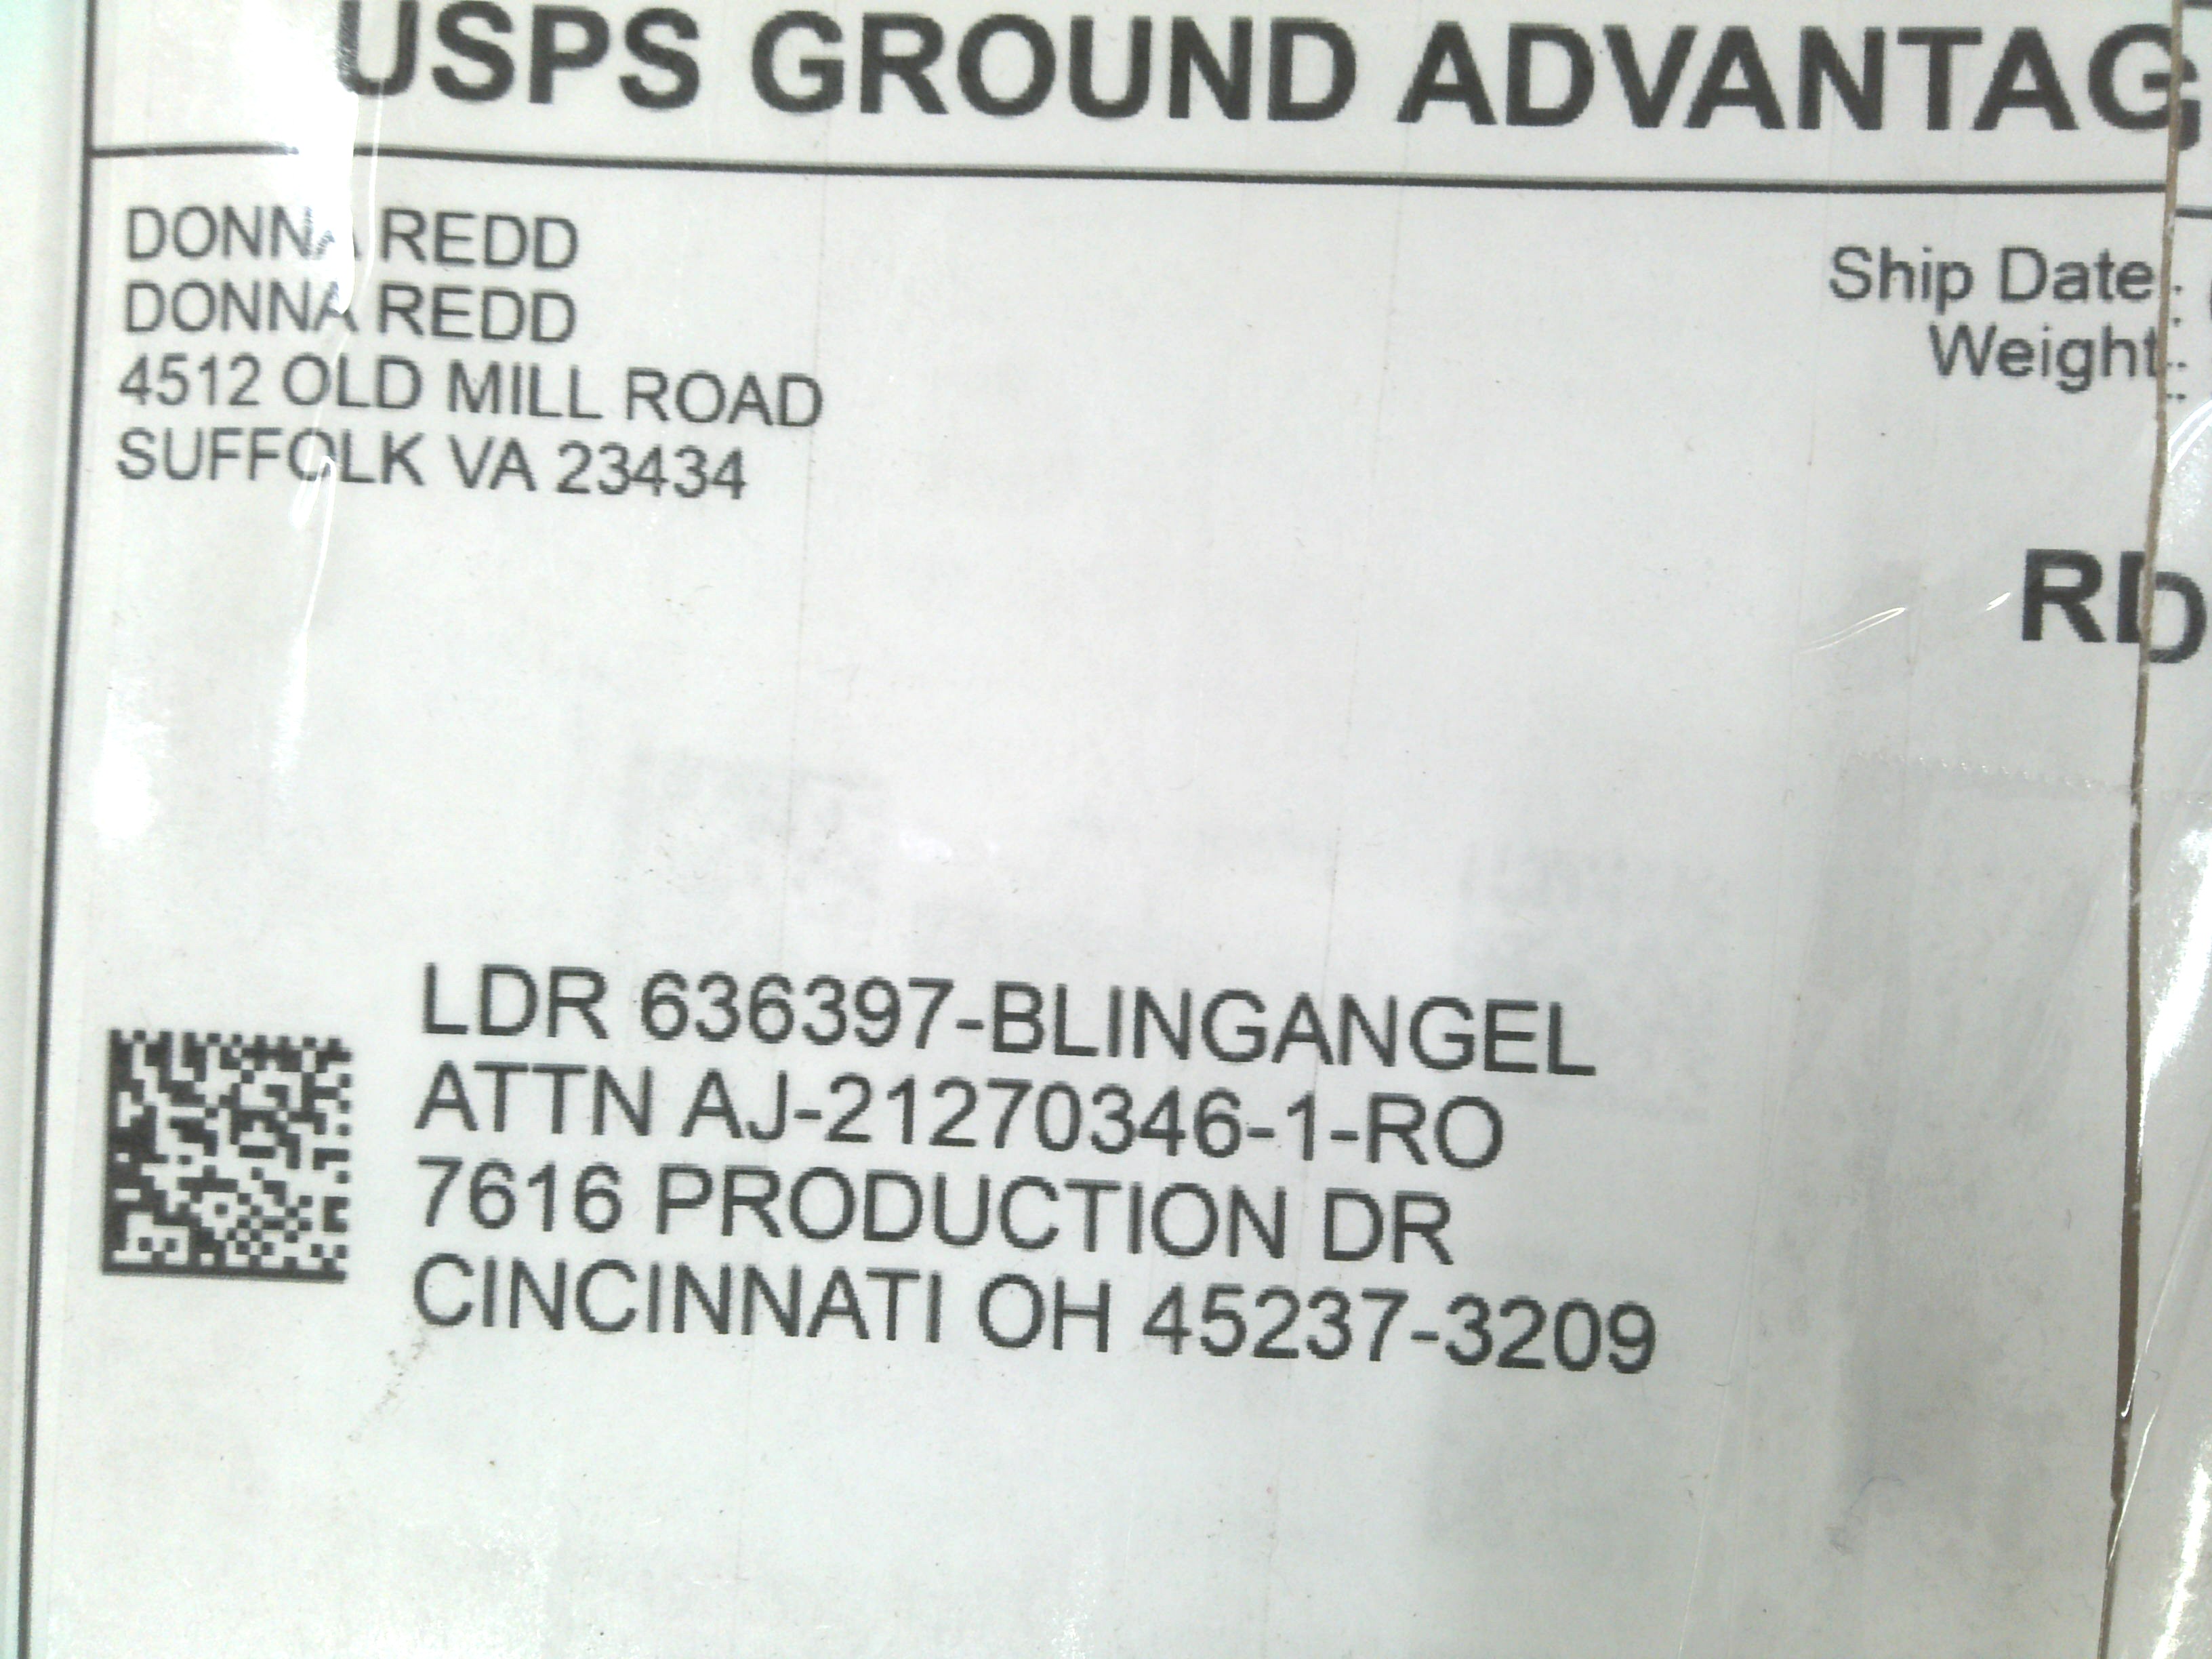 USPS GROUND ADVANTAG
DONNA REDD
DONNA REDD
4512 OLD MILL ROAD
SUFFOLK VA 23434
Ship Date:
Weight:
RD
LDR 636397-BLINGANGEL
ATTN AJ-21270346-1-RO
7616 PRODUCTION DR
CINCINNATI OH 45237-3209